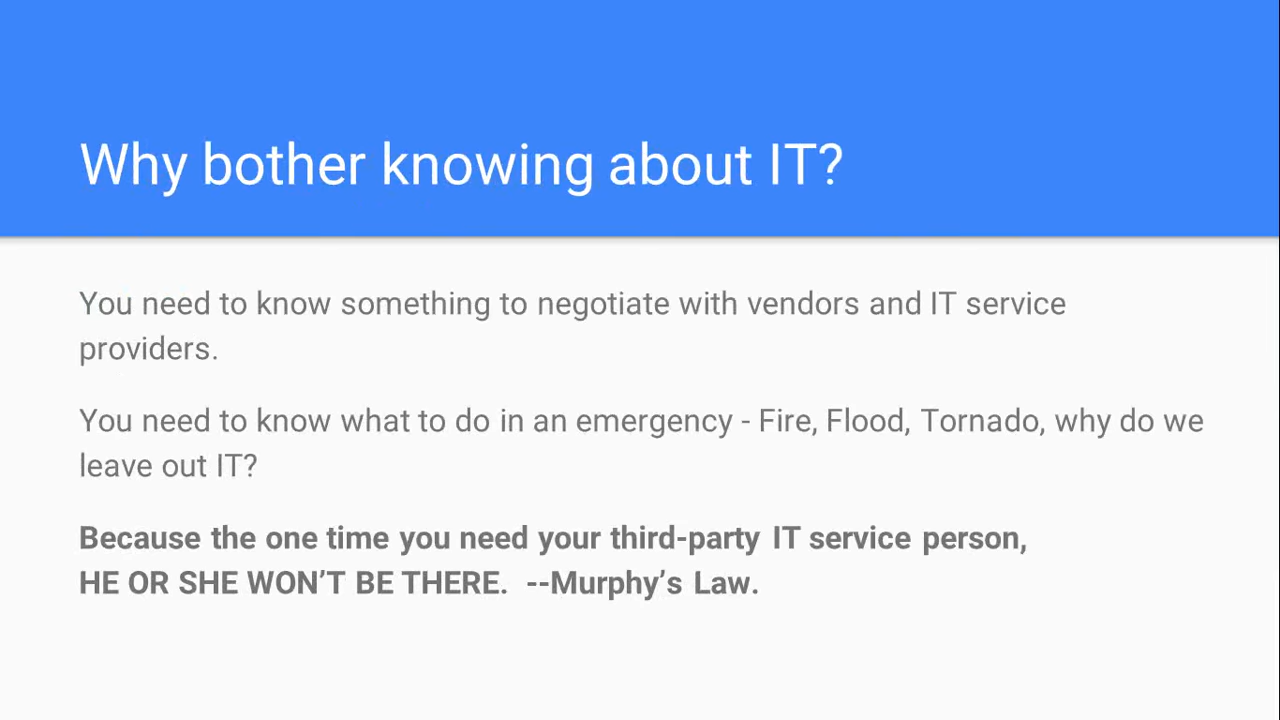 Why bother knowing about IT?
You need to know something to negotiate with vendors and IT service
providers.
You need to know what to do in an emergency - Fire, Flood, Tornado, why do we
leave out IT?
Because the one time you need your third-party IT service person,
HE OR SHE WON’T BE THERE.  --Murphy’s Law.